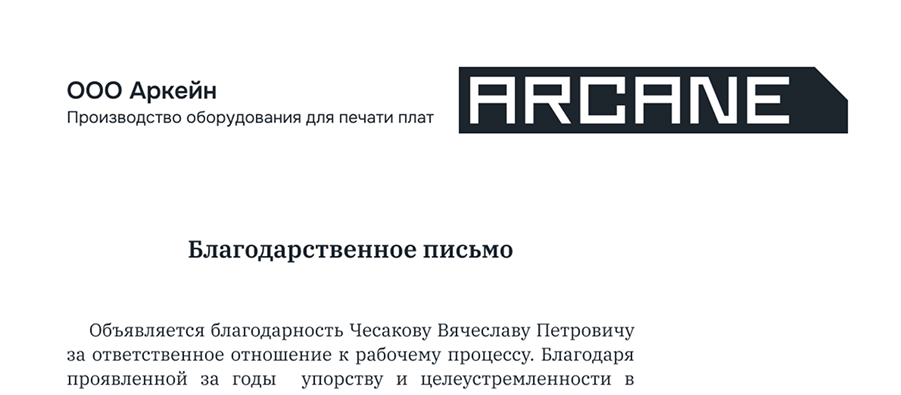 ООО Аркейн
Производство оборудования для печати плат
ARCANE
Благодарственное письмо
Объявляется благодарность Чесакову Вячеславу Петровичу
за ответственное отношение к рабочему процессу. Благодаря
проявленной за годы упорству и целеустремленности в